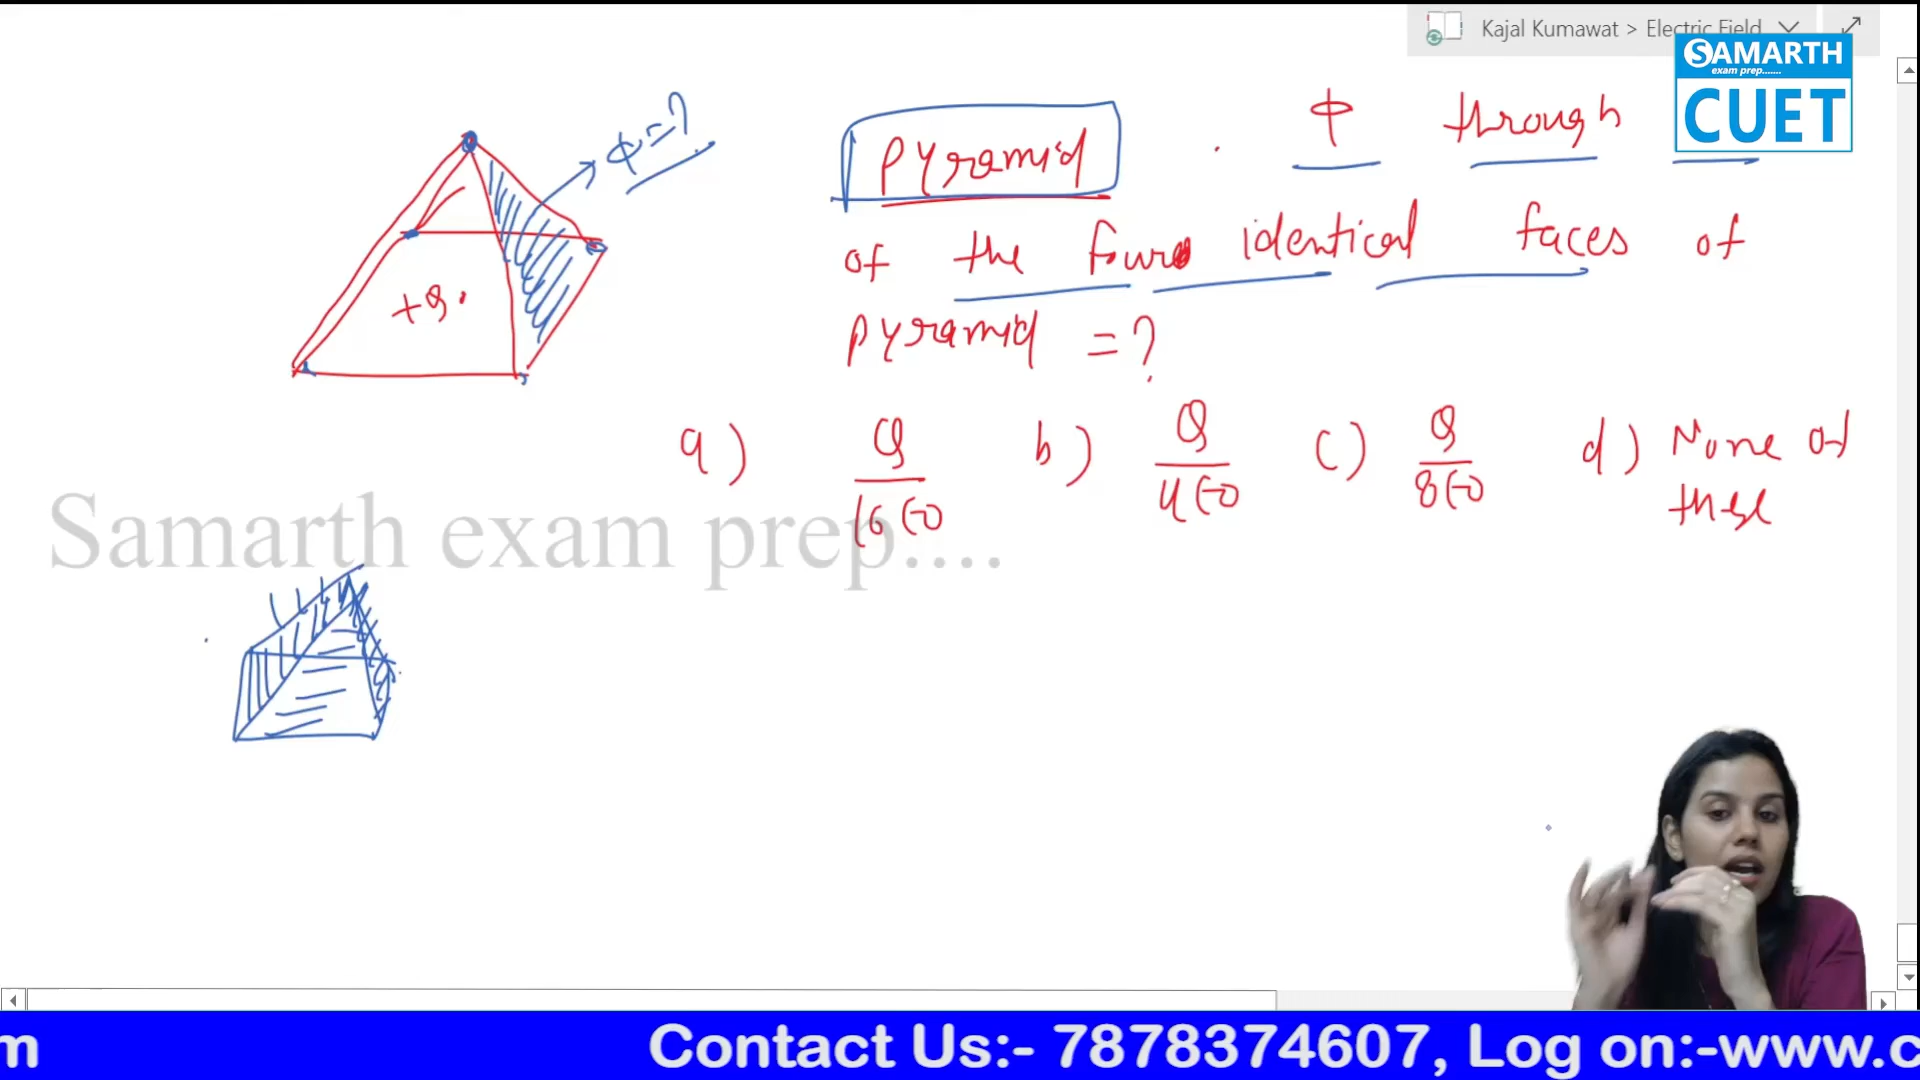 Kajal Kumawat > Electric Field
SAMARTH
exam prep.......
CUET
Φ = ?
+Q.
Pyramid . Φ through
of the four identical faces of
Pyramid = ?
a) Q/16ϵ0 b) Q/4ϵ0 c) Q/8ϵ0 d) None of
these
Samarth exam prep....
m Contact Us:- 7878374607, Log on:-www.c